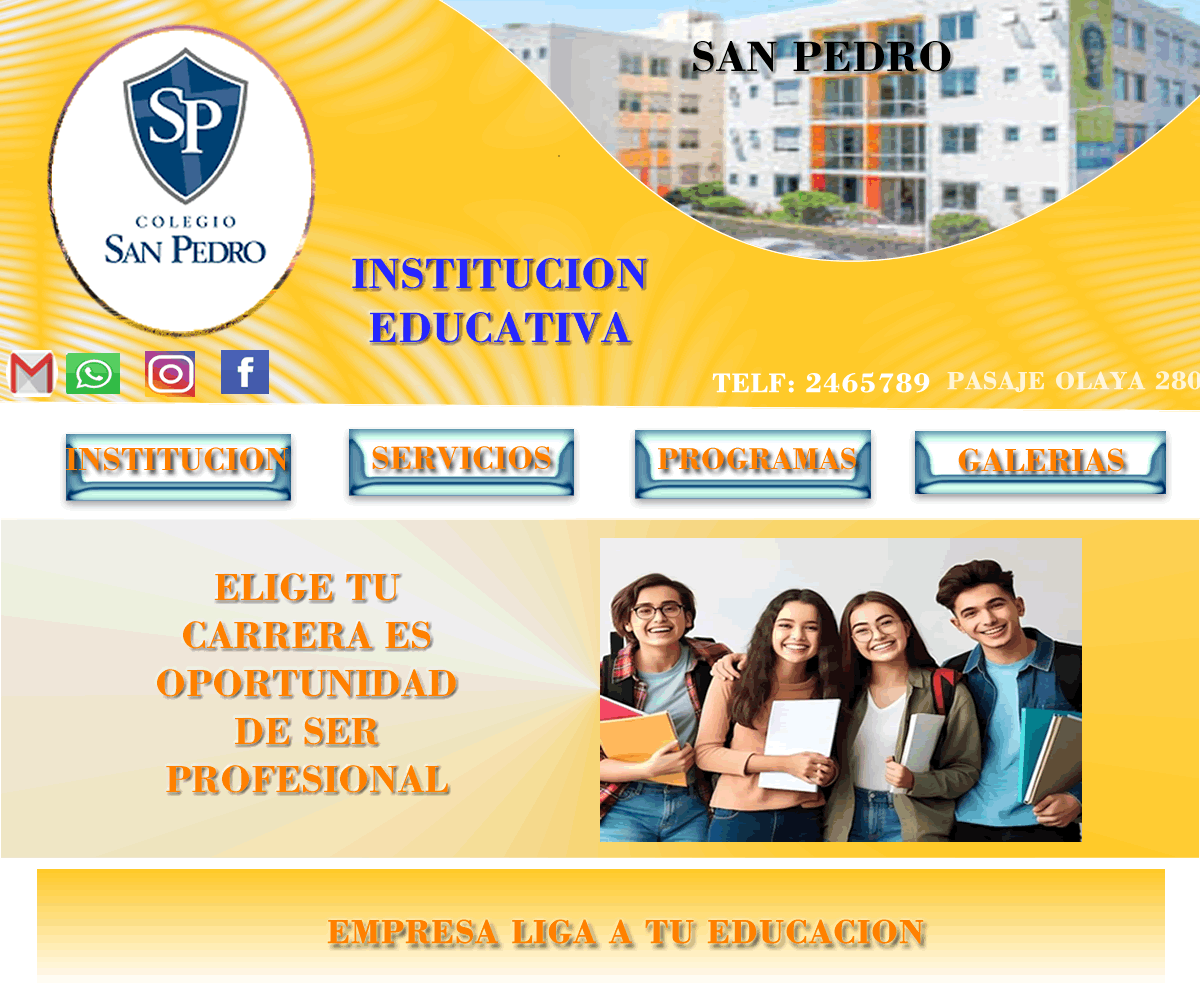 SAN PEDRO
SP
COLEGIO
SAN PEDRO
INSTITUCION
EDUCATIVA
f
TELF: 2465789 PASAJE OLAYA 280
INSTITUCION SERVICIOS PROGRAMAS GALERIAS
ELIGE TU
CARRERA ES
OPORTUNIDAD
DE SER
PROFESIONAL
EMPRESA LIGA A TU EDUCACION